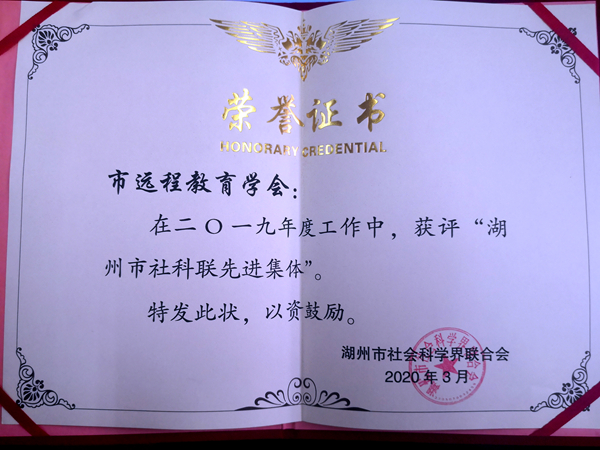 荣誉证书
HONORARY CREDENTIAL
市远程教育学会：
在二〇一九年度工作中，获评“湖
州市社科联先进集体”。
特发此状，以资鼓励。
湖州市社会科学界联合会
2020年3月